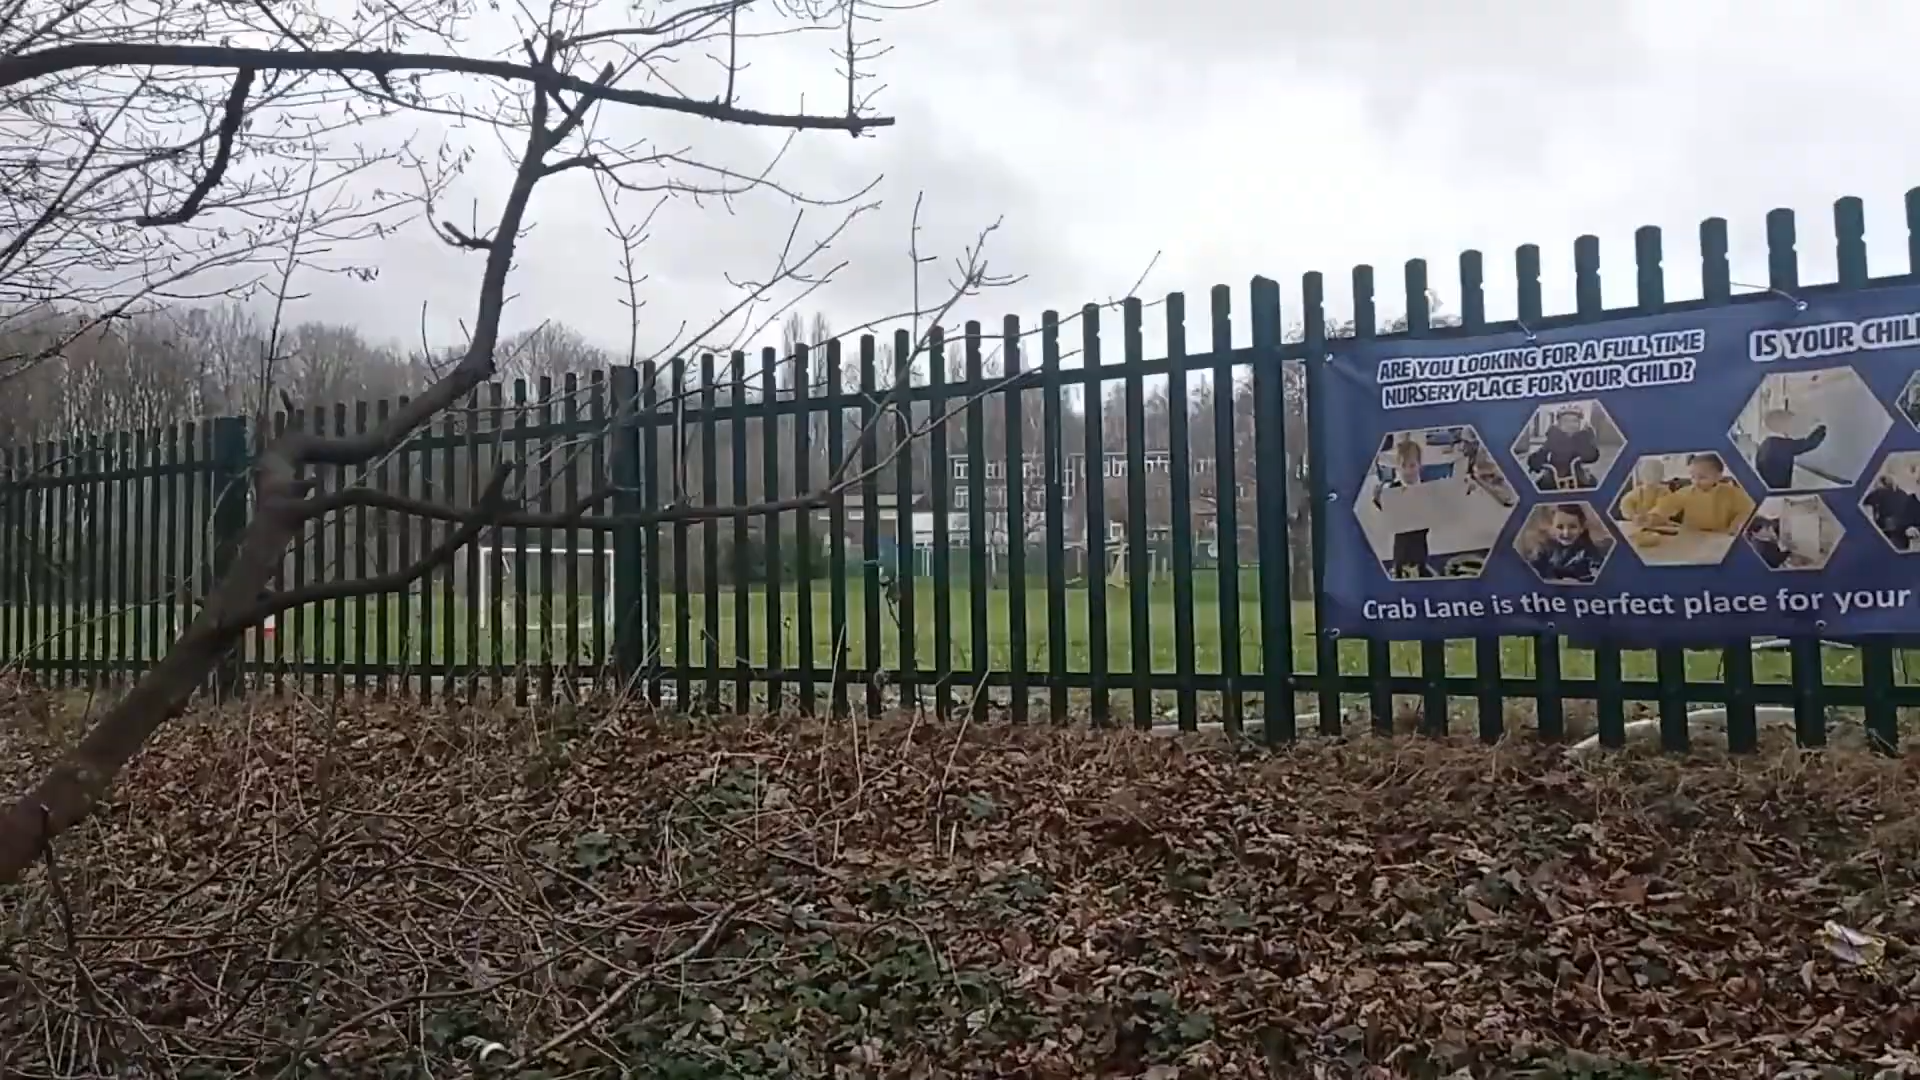 ARE YOU LOOKING FOR A FULL TIME
NURSERY PLACE FOR YOUR CHILD?
IS YOUR CHIL
Crab Lane is the perfect place for your